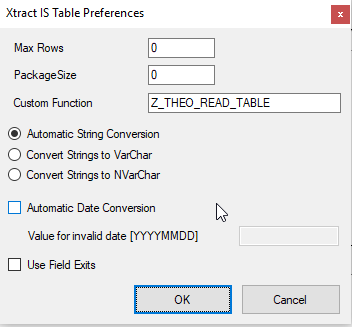 Xtract IS Table Preferences
x
Max Rows 0
PackageSize 0
Custom Function Z_THEO_READ_TABLE
Automatic String Conversion
Convert Strings to VarChar
Convert Strings to NVarChar
Automatic Date Conversion
Value for invalid date [YYYYMMDD]
Use Field Exits
OK Cancel